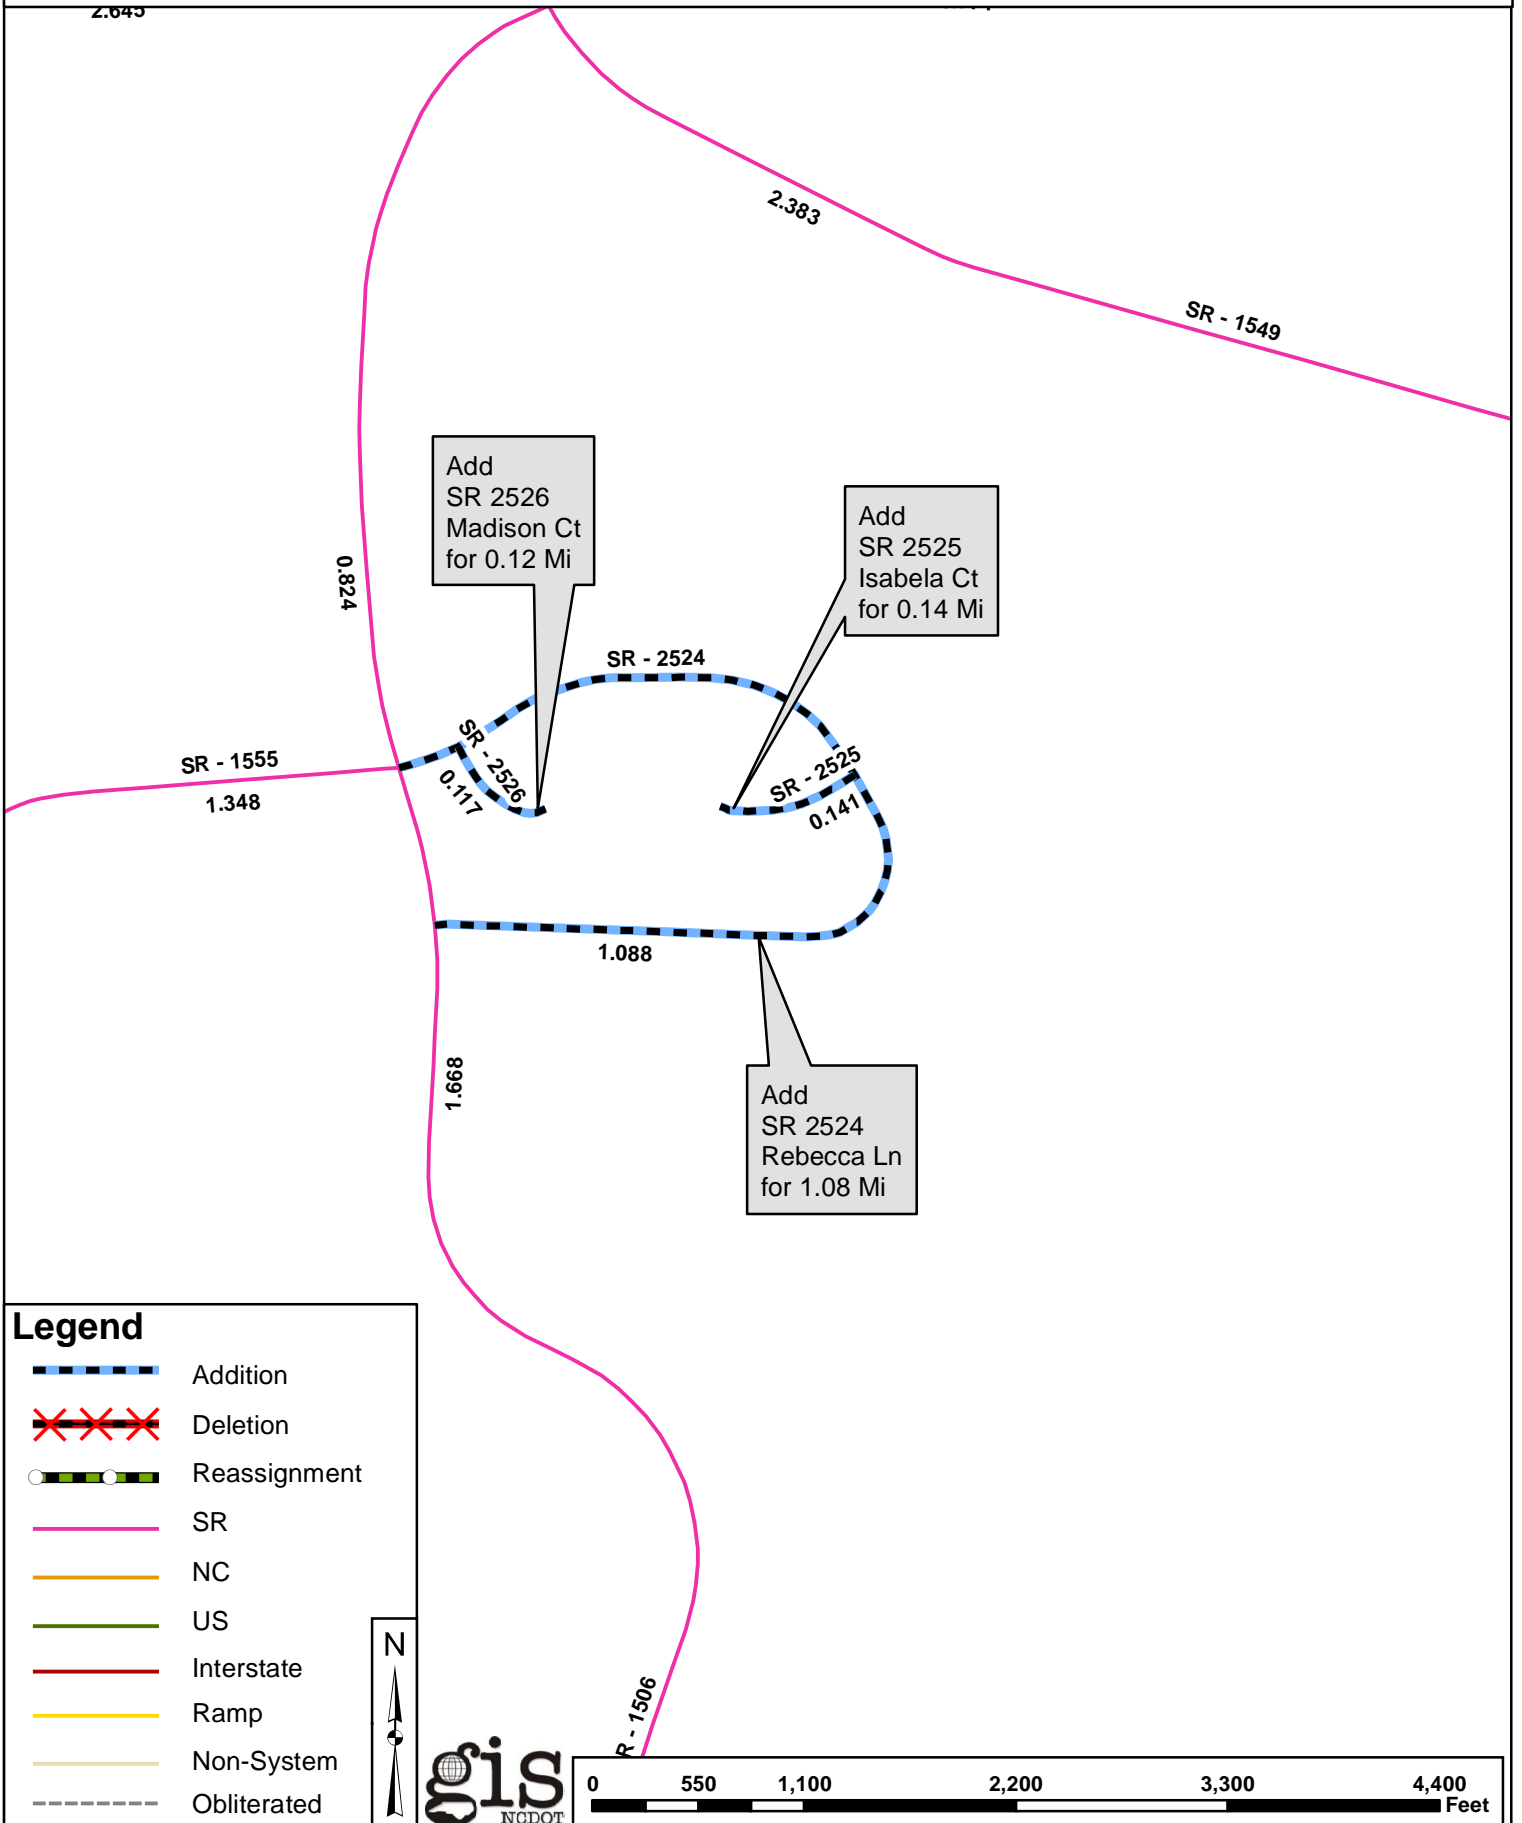 2.645
2.383
SR - 1549
Add
SR 2526
Madison Ct
for 0.12 Mi
Add
SR 2525
Isabela Ct
for 0.14 Mi
0.824
SR - 2524
SR - 2526
0.117
SR - 2525
0.141
SR - 1555
1.348
1.088
1.668
Add
SR 2524
Rebecca Ln
for 1.08 Mi
Legend
Addition
Deletion
Reassignment
SR
NC
US
Interstate
Ramp
Non-System
Obliterated
N
R - 1506
gis
NCDOT
0 550 1,100 2,200 3,300 4,400
Feet